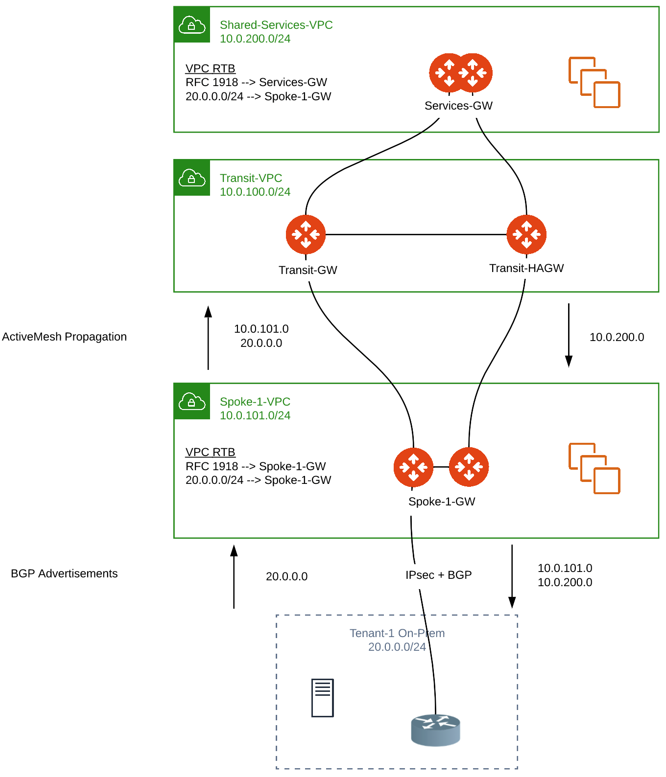 Shared-Services-VPC
10.0.200.0/24
VPC RTB
RFC 1918 --> Services-GW
20.0.0.0/24 --> Spoke-1-GW
Services-GW
Transit-VPC
10.0.100.0/24
Transit-GW
Transit-HAGW
ActiveMesh Propagation
10.0.101.0
20.0.0.0
10.0.200.0
Spoke-1-VPC
10.0.101.0/24
VPC RTB
RFC 1918 --> Spoke-1-GW
20.0.0.0/24 --> Spoke-1-GW
Spoke-1-GW
BGP Advertisements
20.0.0.0
IPsec + BGP
10.0.101.0
10.0.200.0
Tenant-1 On-Prem
20.0.0.0/24